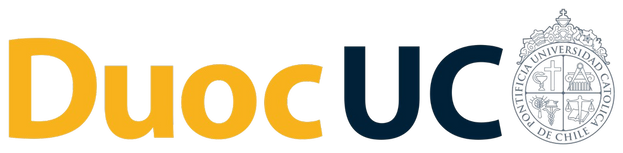 Duoc UC
PONTIFICIA UNIVERSIDAD CATOLICA
DE CHILE